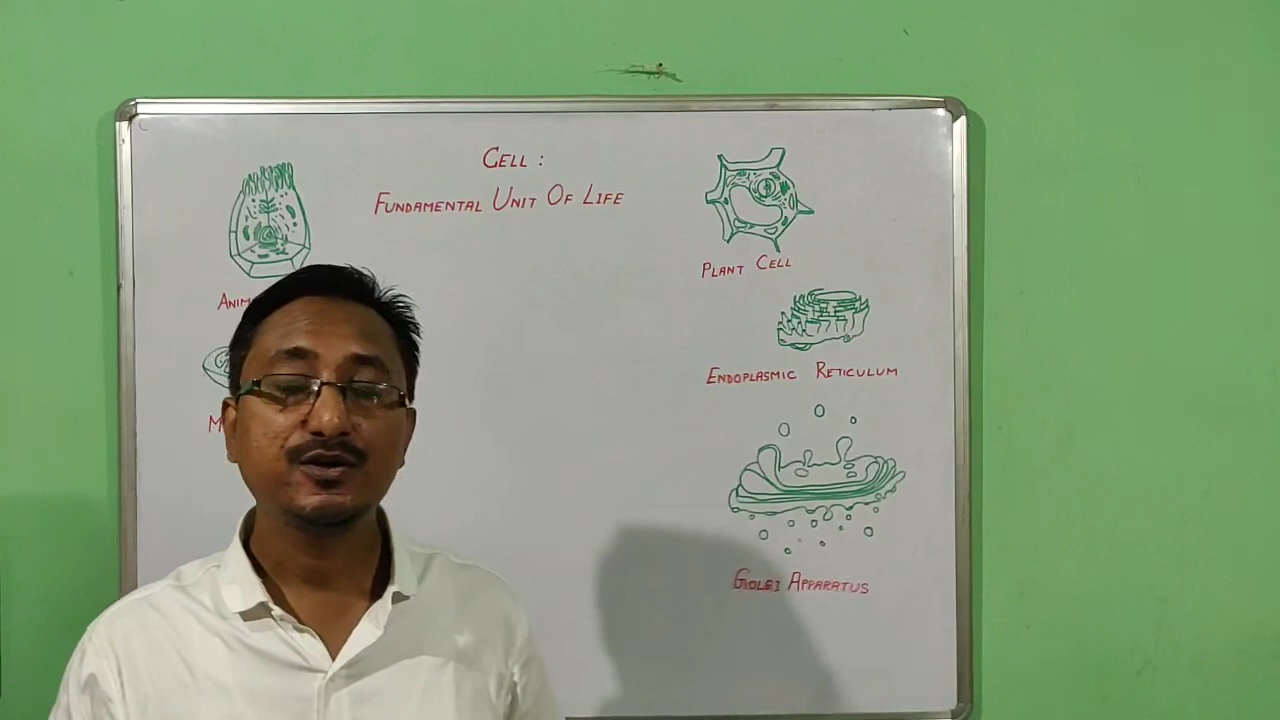 CELL :
FUNDAMENTAL UNIT OF LIFE
PLANT CELL
ENDOPLASMIC RETICULUM
GOLGI APPARATUS